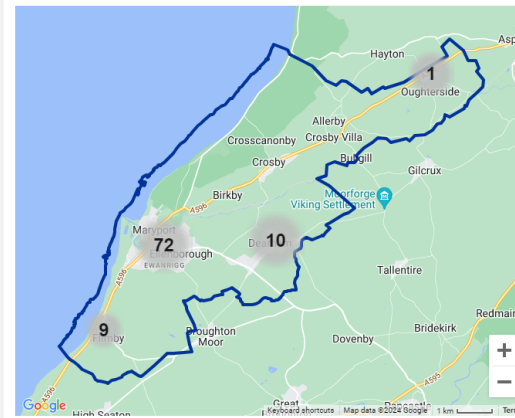 Hayton
Asp
1
Oughterside
Allerby
Crosby Villa
Crosscanonby
Bullgill
Crosby
Gilcrux
Moorforge
Viking Settlement
Birkby
A596
Maryport
72
10
Ellenborough
EWANRIGG
Tallentire
A596
9
Flimby
Broughton
Moor
Dovenby
Bridekirk
Redmain
+
−
A595
A596
High Seaton
Great
Google
Keyboard shortcuts
Map data ©2024 Google
1 km
Ter